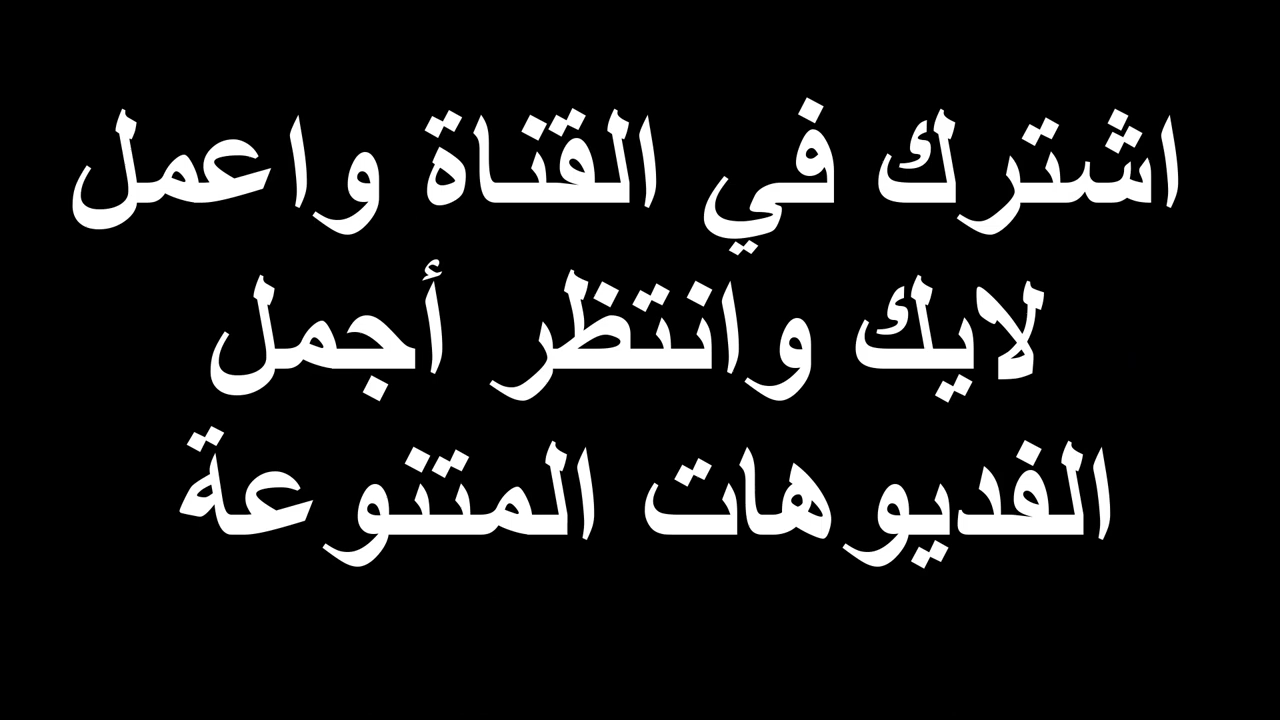 اشترك في القناة واعمل
لايك وانتظر أجمل
الفديوهات المتنوعة